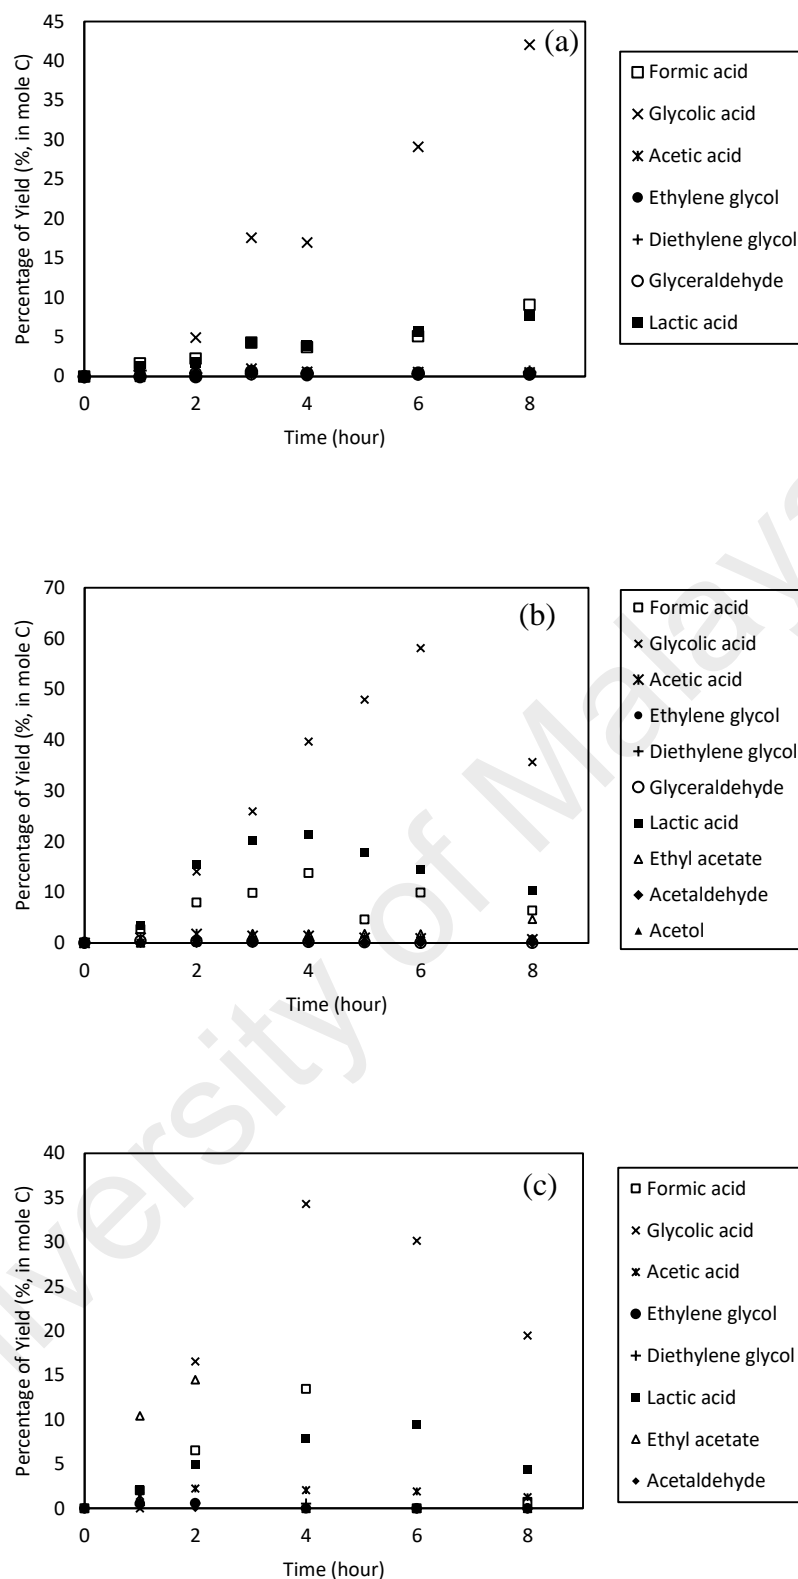 (a)
45
40
35
30
25
20
15
10
5
0
Percentage of Yield (%, in mole C)
0 2 4 6 8
Time (hour)
Formic acid
Glycolic acid
Acetic acid
Ethylene glycol
Diethylene glycol
Glyceraldehyde
Lactic acid
(b)
70
60
50
40
30
20
10
0
Percentage of Yield (%, in mole C)
0 2 4 6 8
Time (hour)
Formic acid
Glycolic acid
Acetic acid
Ethylene glycol
Diethylene glycol
Glyceraldehyde
Lactic acid
Ethyl acetate
Acetaldehyde
Acetol
(c)
40
35
30
25
20
15
10
5
0
Percentage of Yield (%, in mole C)
0 2 4 6 8
Time (hour)
Formic acid
Glycolic acid
Acetic acid
Ethylene glycol
Diethylene glycol
Lactic acid
Ethyl acetate
Acetaldehyde
iversity of Malaya